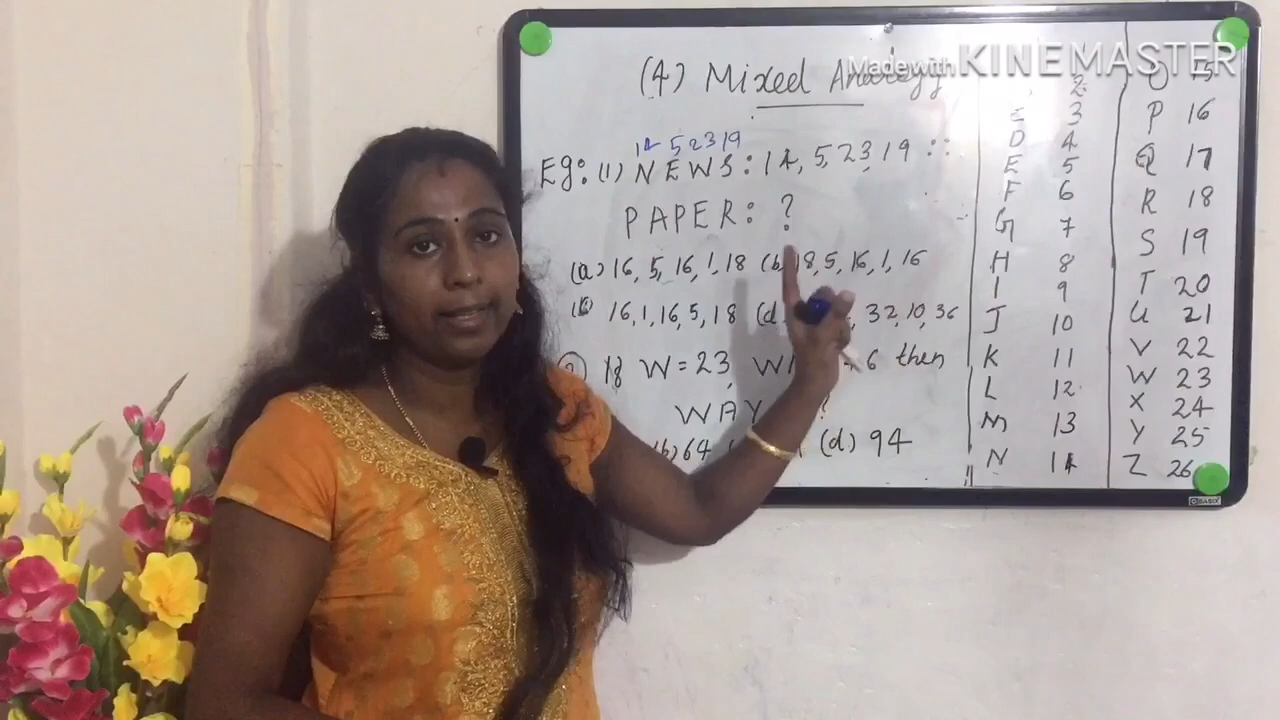 Made with KINEMASTER
(4) Mixed Analogy
14 5 23 19
Eg: (1) NEWS: 14, 5, 23, 19 ::
PAPER: ?
(a) 16, 5, 16, 1, 18 (b) 18, 5, 16, 1, 16
(c) 16, 1, 16, 5, 18 (d) 32, 10, 36
(2) If W = 23, 6 then
WAY ?
(b) 64 (d) 94
2
3
D 4
E 5
F 6
G 7
H 8
I 9
J 10
K 11
L 12
M 13
N 14
O 15
P 16
Q 17
R 18
S 19
T 20
U 21
V 22
W 23
X 24
Y 25
Z 26
OBASIX